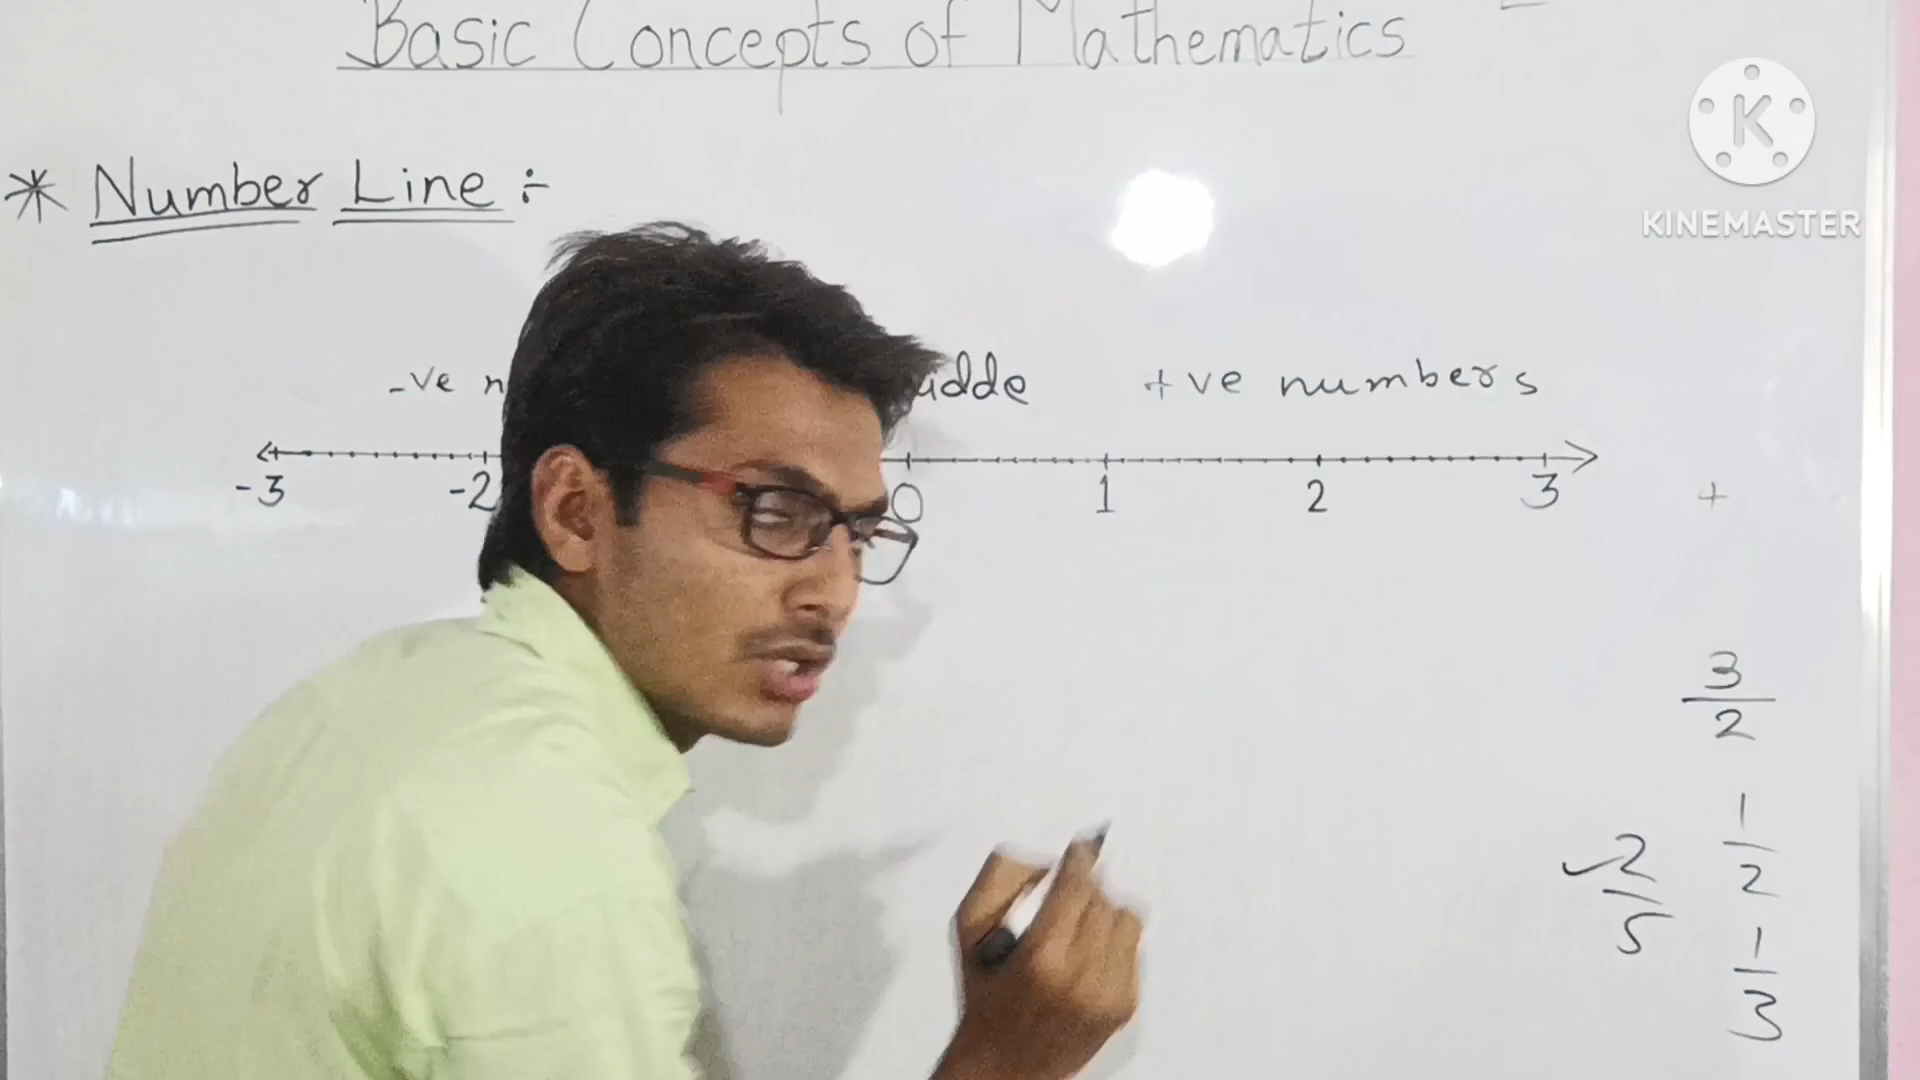 Basic Concepts of Mathematics
* Number Line :-
KINEMASTER
-ve n udde +ve numbers
-3 -2 0 1 2 3 +
3/2
1/2
2/5
1/3